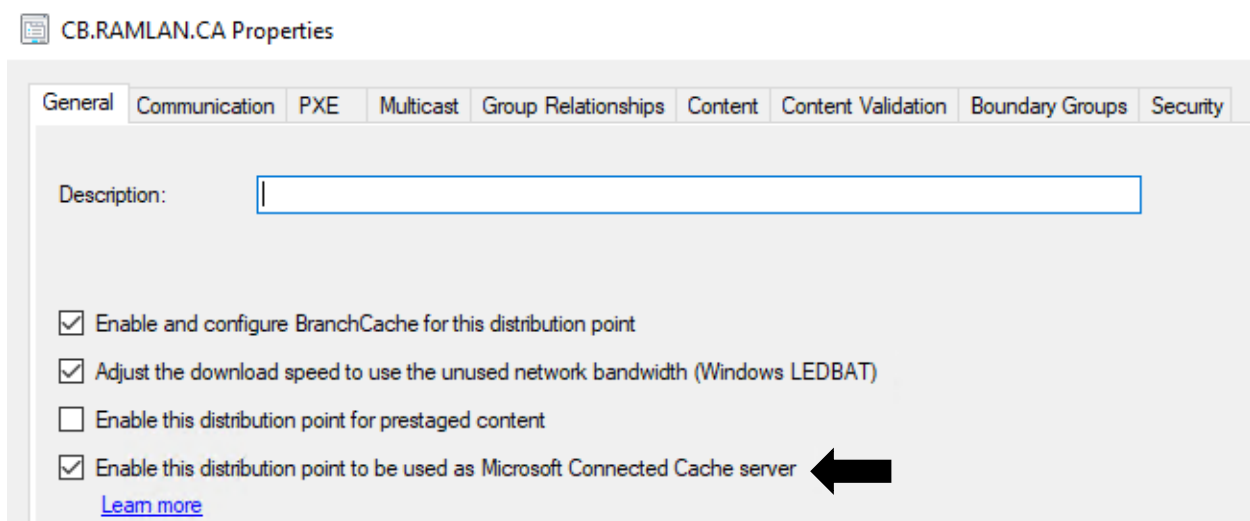 CB.RAMLAN.CA Properties
General Communication PXE Multicast Group Relationships Content Content Validation Boundary Groups Security
Description:
Enable and configure BranchCache for this distribution point
Adjust the download speed to use the unused network bandwidth (Windows LEDBAT)
Enable this distribution point for prestaged content
Enable this distribution point to be used as Microsoft Connected Cache server
Learn more